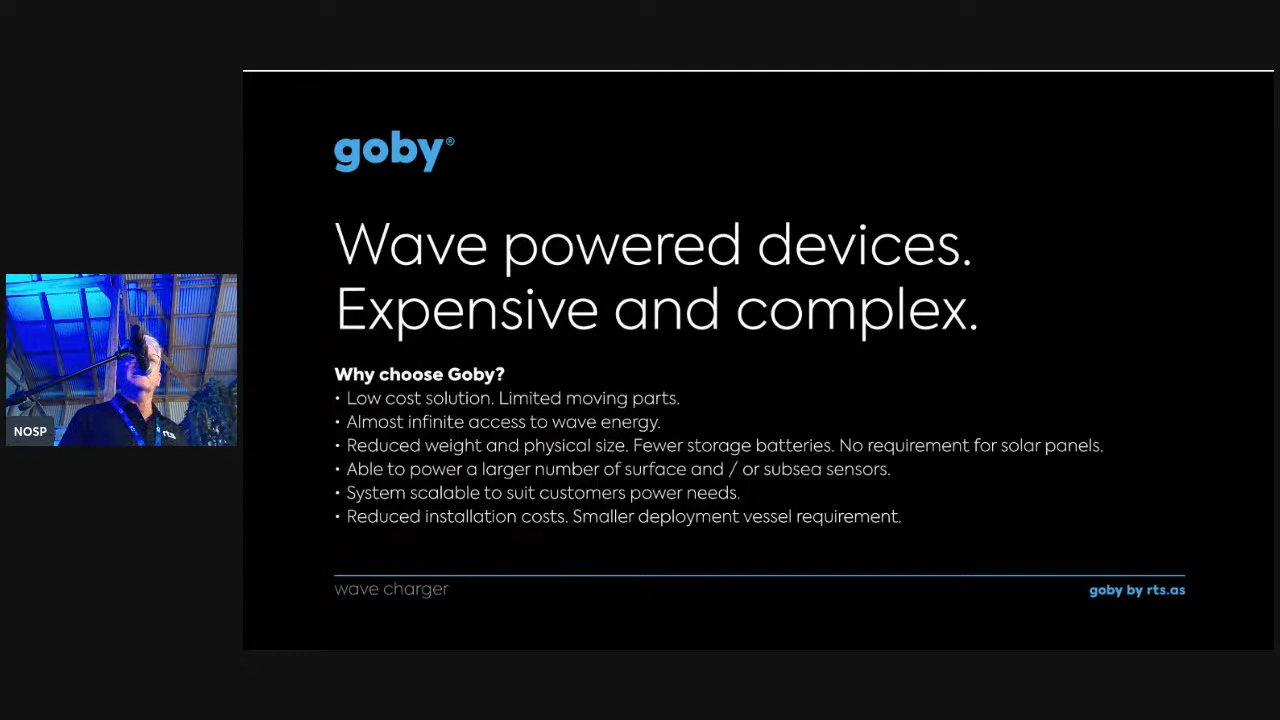 goby®
Wave powered devices.
Expensive and complex.
Why choose Goby?
• Low cost solution. Limited moving parts.
• Almost infinite access to wave energy.
• Reduced weight and physical size. Fewer storage batteries. No requirement for solar panels.
• Able to power a larger number of surface and / or subsea sensors.
• System scalable to suit customers power needs.
• Reduced installation costs. Smaller deployment vessel requirement.
wave charger
goby by rts.as
NOSP
rts